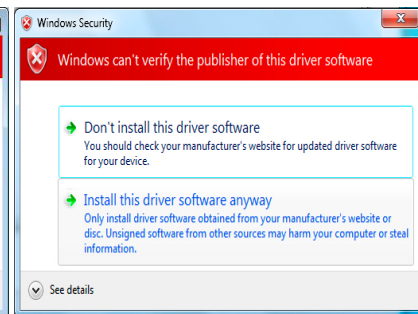 Windows Security
x
Windows can't verify the publisher of this driver software
Don't install this driver software
You should check your manufacturer's website for updated driver software
for your device.
Install this driver software anyway
Only install driver software obtained from your manufacturer's website or
disc. Unsigned software from other sources may harm your computer or steal
information.
See details